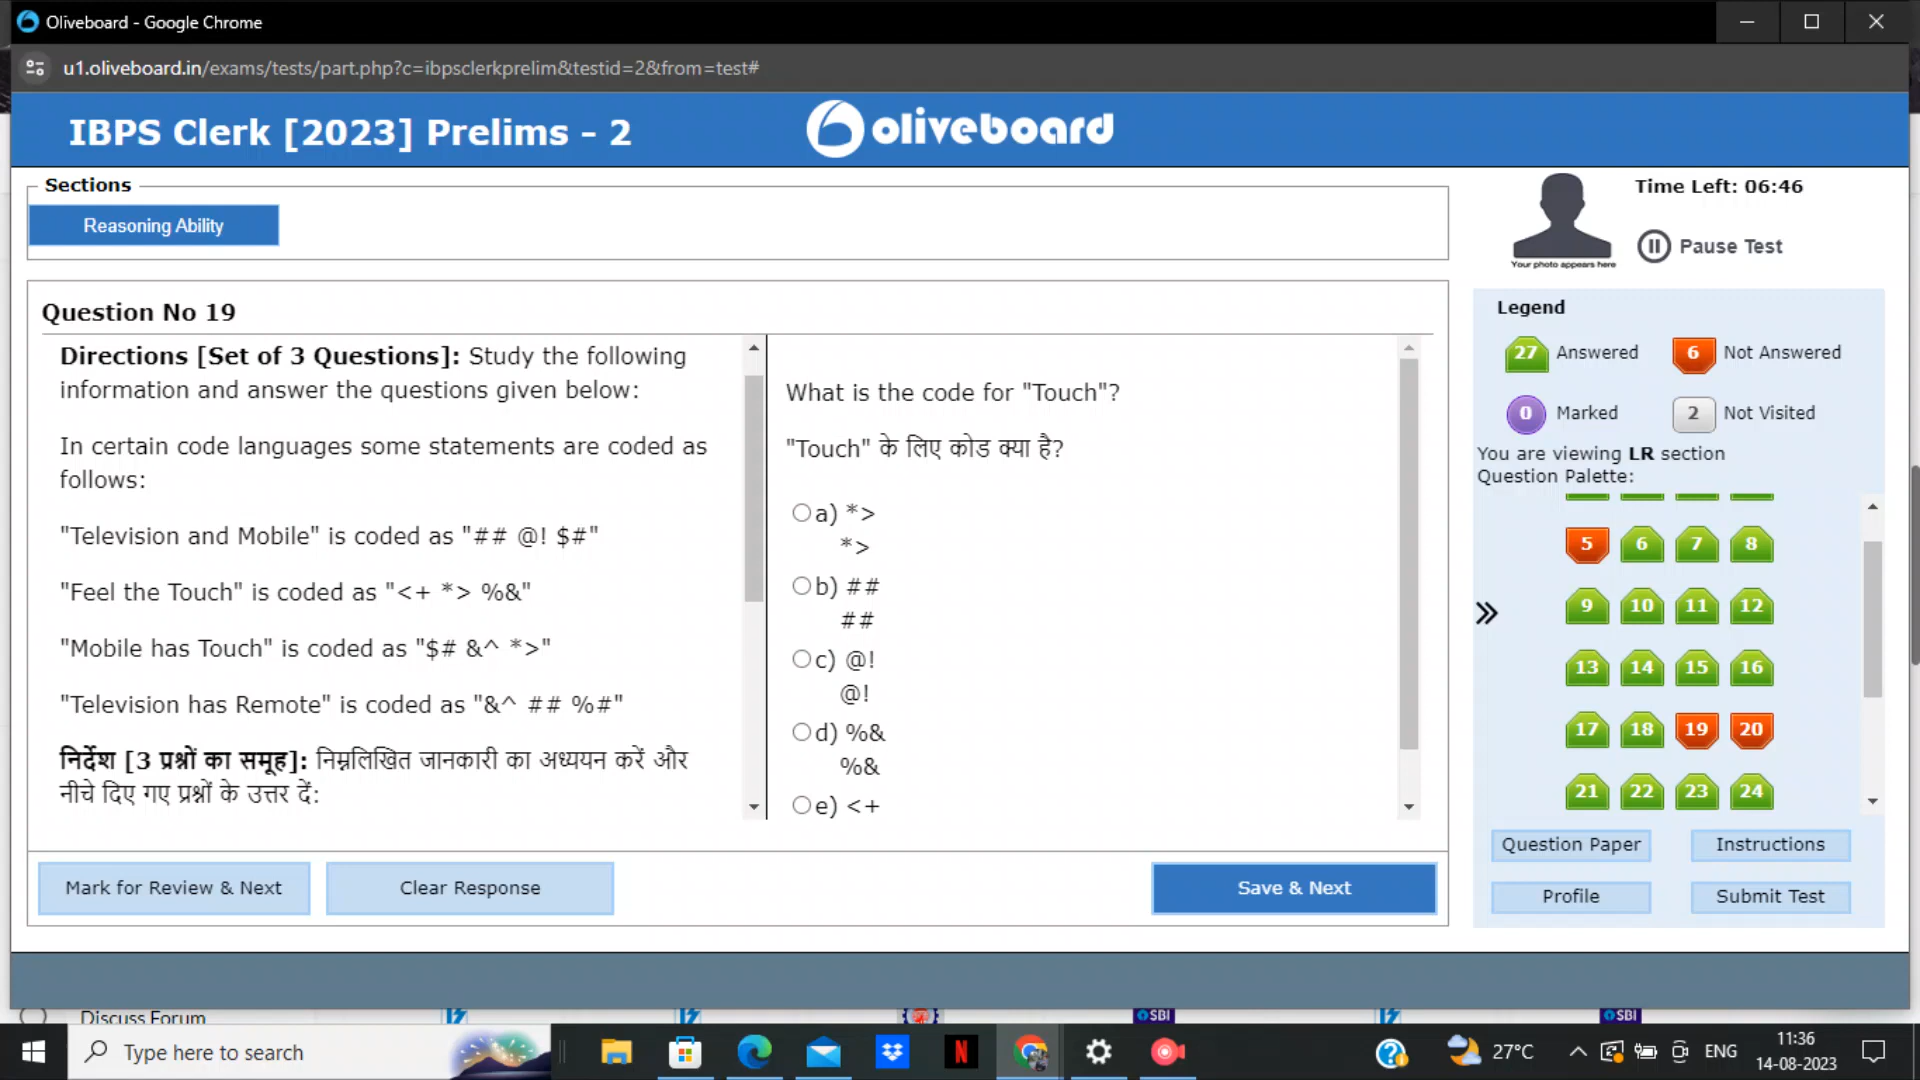 Oliveboard - Google Chrome
u1.oliveboard.in/exams/tests/part.php?c=ibpsclerkprelim&testid=2&from=test#
IBPS Clerk [2023] Prelims - 2
oliveboard
Sections
Reasoning Ability
Time Left: 06:46
Pause Test
Your photo appears here
Question No 19
Directions [Set of 3 Questions]: Study the following
information and answer the questions given below:
In certain code languages some statements are coded as
follows:
"Television and Mobile" is coded as "## @! $#"
"Feel the Touch" is coded as "<+ *> %&"
"Mobile has Touch" is coded as "$# &^ *>"
"Television has Remote" is coded as "&^ ## %#"
निर्देश [3 प्रश्नों का समूह]: निम्नलिखित जानकारी का अध्ययन करें और
नीचे दिए गए प्रश्नों के उत्तर दें:
What is the code for "Touch"?
"Touch" के लिए कोड क्या है?
a) *>
*>
b) ##
##
c) @!
@!
d) %&
%&
e) <+
Legend
27 Answered 6 Not Answered
0 Marked 2 Not Visited
You are viewing LR section
Question Palette:
5 6 7 8
9 10 11 12
13 14 15 16
17 18 19 20
21 22 23 24
Question Paper Instructions
Profile Submit Test
Mark for Review & Next Clear Response Save & Next
Discuss Forum
SBI SBI
Type here to search
27°C ENG
11:36
14-08-2023